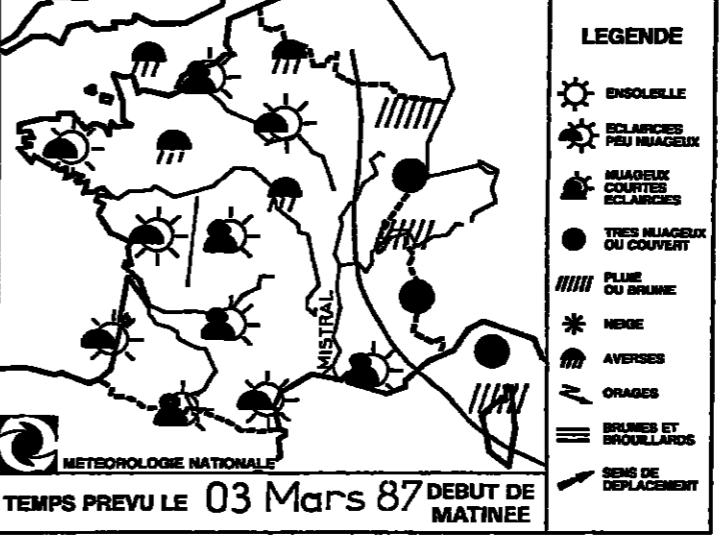 MISTRAL
METEOROLOGIE NATIONALE
TEMPS PREVU LE 03 Mars 87 DEBUT DE
MATINEE
LEGENDE
ENSOLEILLE
ECLAIRCIES
PEU NUAGEUX
NUAGEUX
COURTES
ECLAIRCIES
TRES NUAGEUX
OU COUVERT
PLUIE
OU BRUINE
NEIGE
AVERSES
ORAGES
BRUMES ET
BROUILLARDS
SENS DE
DEPLACEMENT